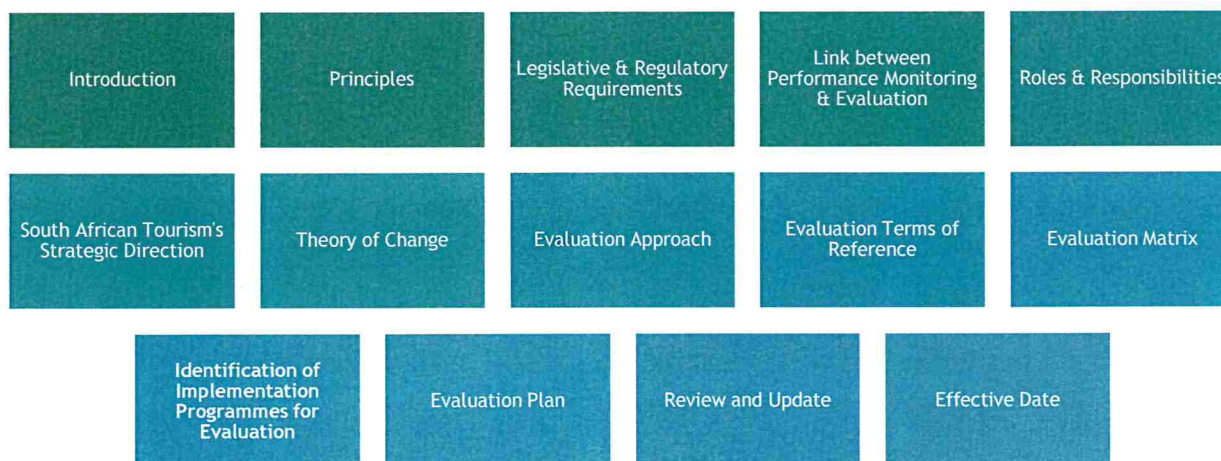 Introduction
Principles
Legislative & Regulatory
Requirements
Link between
Performance Monitoring
& Evaluation
Roles & Responsibilities
South African Tourism's
Strategic Direction
Theory of Change
Evaluation Approach
Evaluation Terms of
Reference
Evaluation Matrix
Identification of
Implementation
Programmes for
Evaluation
Evaluation Plan
Review and Update
Effective Date